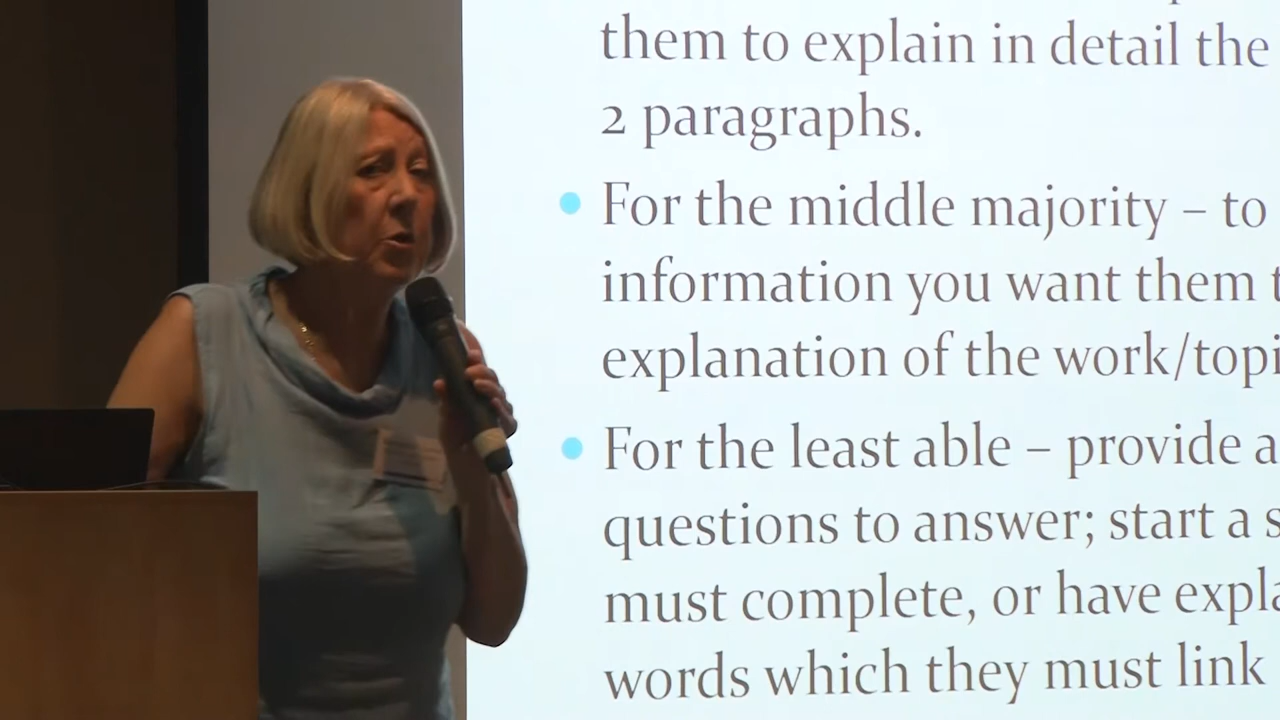 them to explain in detail the
2 paragraphs.
For the middle majority – to
information you want them
explanation of the work/topi
For the least able – provide a
questions to answer; start a s
must complete, or have expla
words which they must link